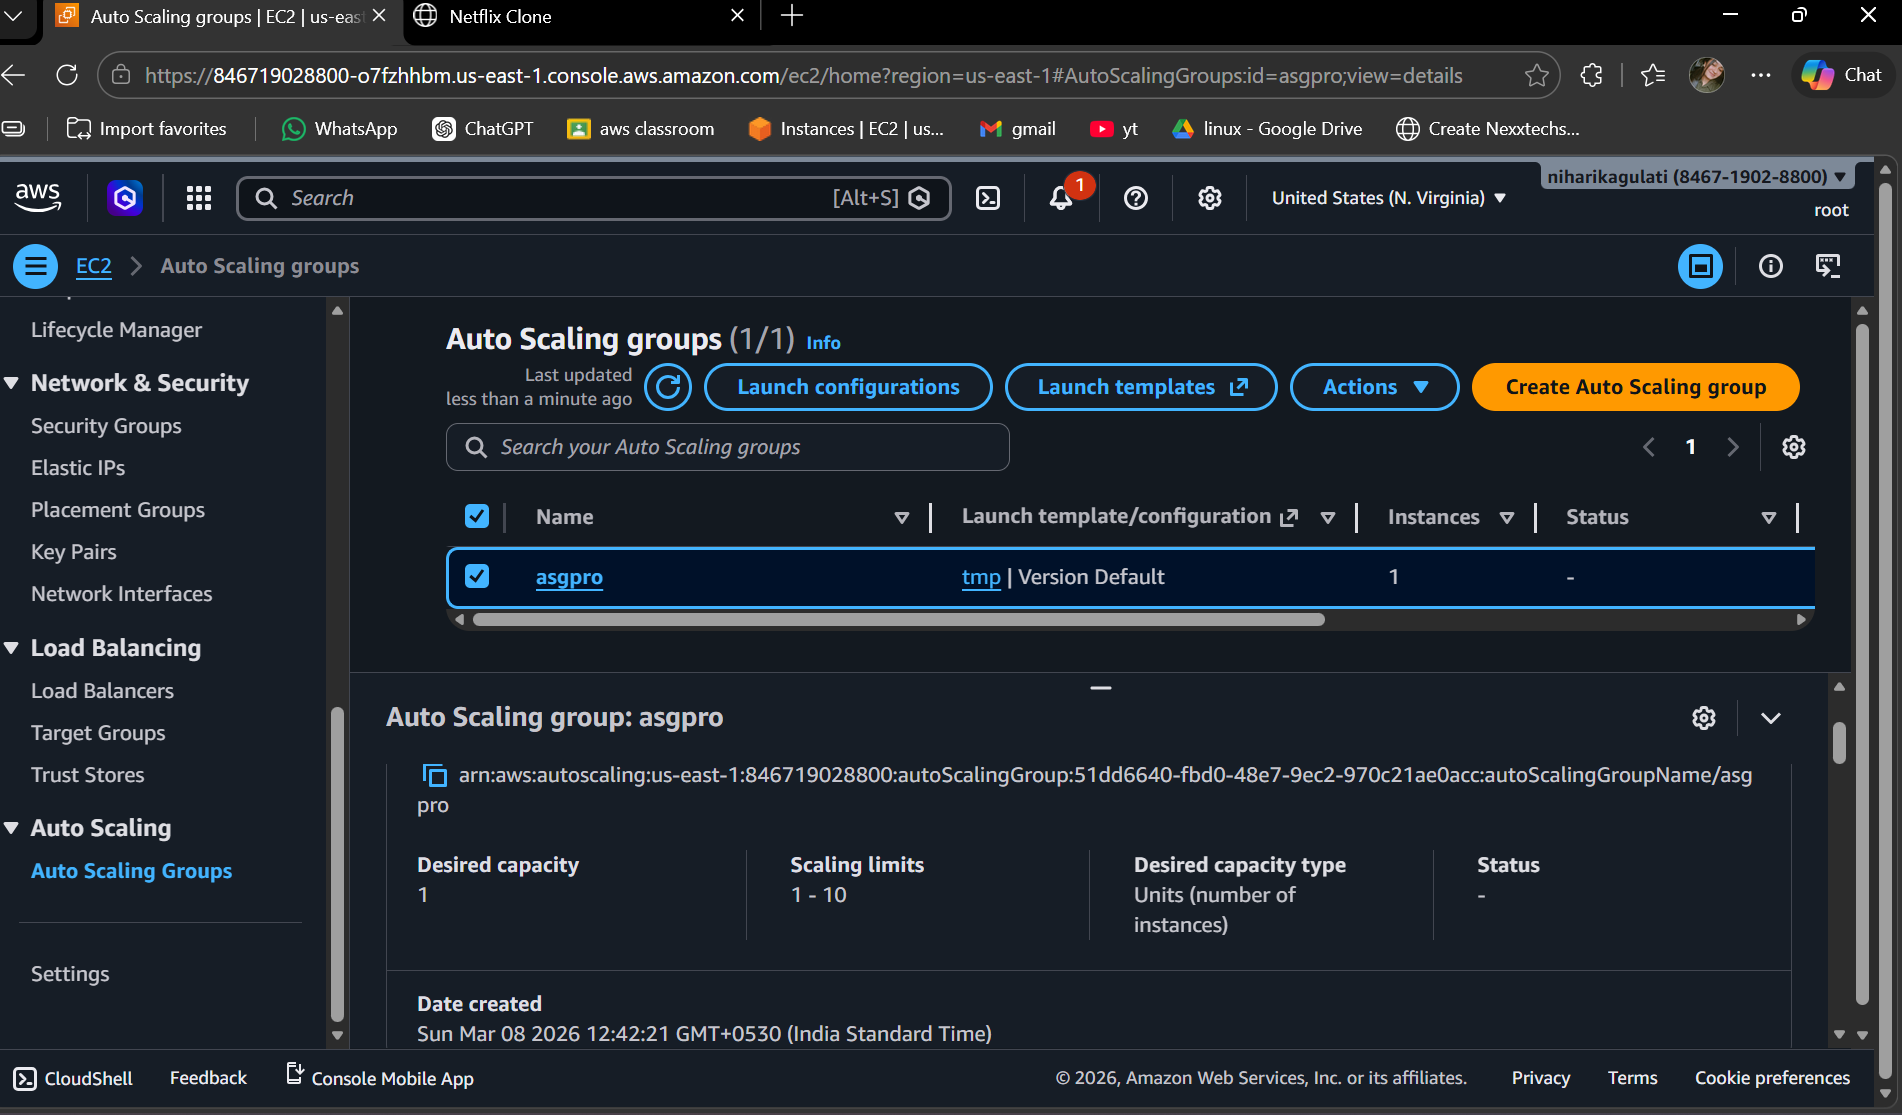 Auto Scaling groups | EC2 | us-eas
Netflix Clone
https://846719028800-o7fzhhbm.us-east-1.console.aws.amazon.com/ec2/home?region=us-east-1#AutoScalingGroups:id=asgpro;view=details
Chat
Import favorites
WhatsApp
ChatGPT
aws classroom
Instances | EC2 | us...
gmail
yt
linux - Google Drive
Create Nexxtechs...
aws
Search
[Alt+S]
1
United States (N. Virginia)
niharikagulati (8467-1902-8800)
root
EC2
Auto Scaling groups
Lifecycle Manager
Network & Security
Security Groups
Elastic IPs
Placement Groups
Key Pairs
Network Interfaces
Load Balancing
Load Balancers
Target Groups
Trust Stores
Auto Scaling
Auto Scaling Groups
Settings
Auto Scaling groups (1/1) Info
Last updated
less than a minute ago
Launch configurations
Launch templates
Actions
Create Auto Scaling group
Search your Auto Scaling groups
1
Name
Launch template/configuration
Instances
Status
asgpro
tmp | Version Default
1
-
Auto Scaling group: asgpro
arn:aws:autoscaling:us-east-1:846719028800:autoScalingGroup:51dd6640-fbd0-48e7-9ec2-970c21ae0acc:autoScalingGroupName/asg
pro
Desired capacity
1
Scaling limits
1 - 10
Desired capacity type
Units (number of
instances)
Status
-
Date created
Sun Mar 08 2026 12:42:21 GMT+0530 (India Standard Time)
CloudShell
Feedback
Console Mobile App
© 2026, Amazon Web Services, Inc. or its affiliates.
Privacy
Terms
Cookie preferences